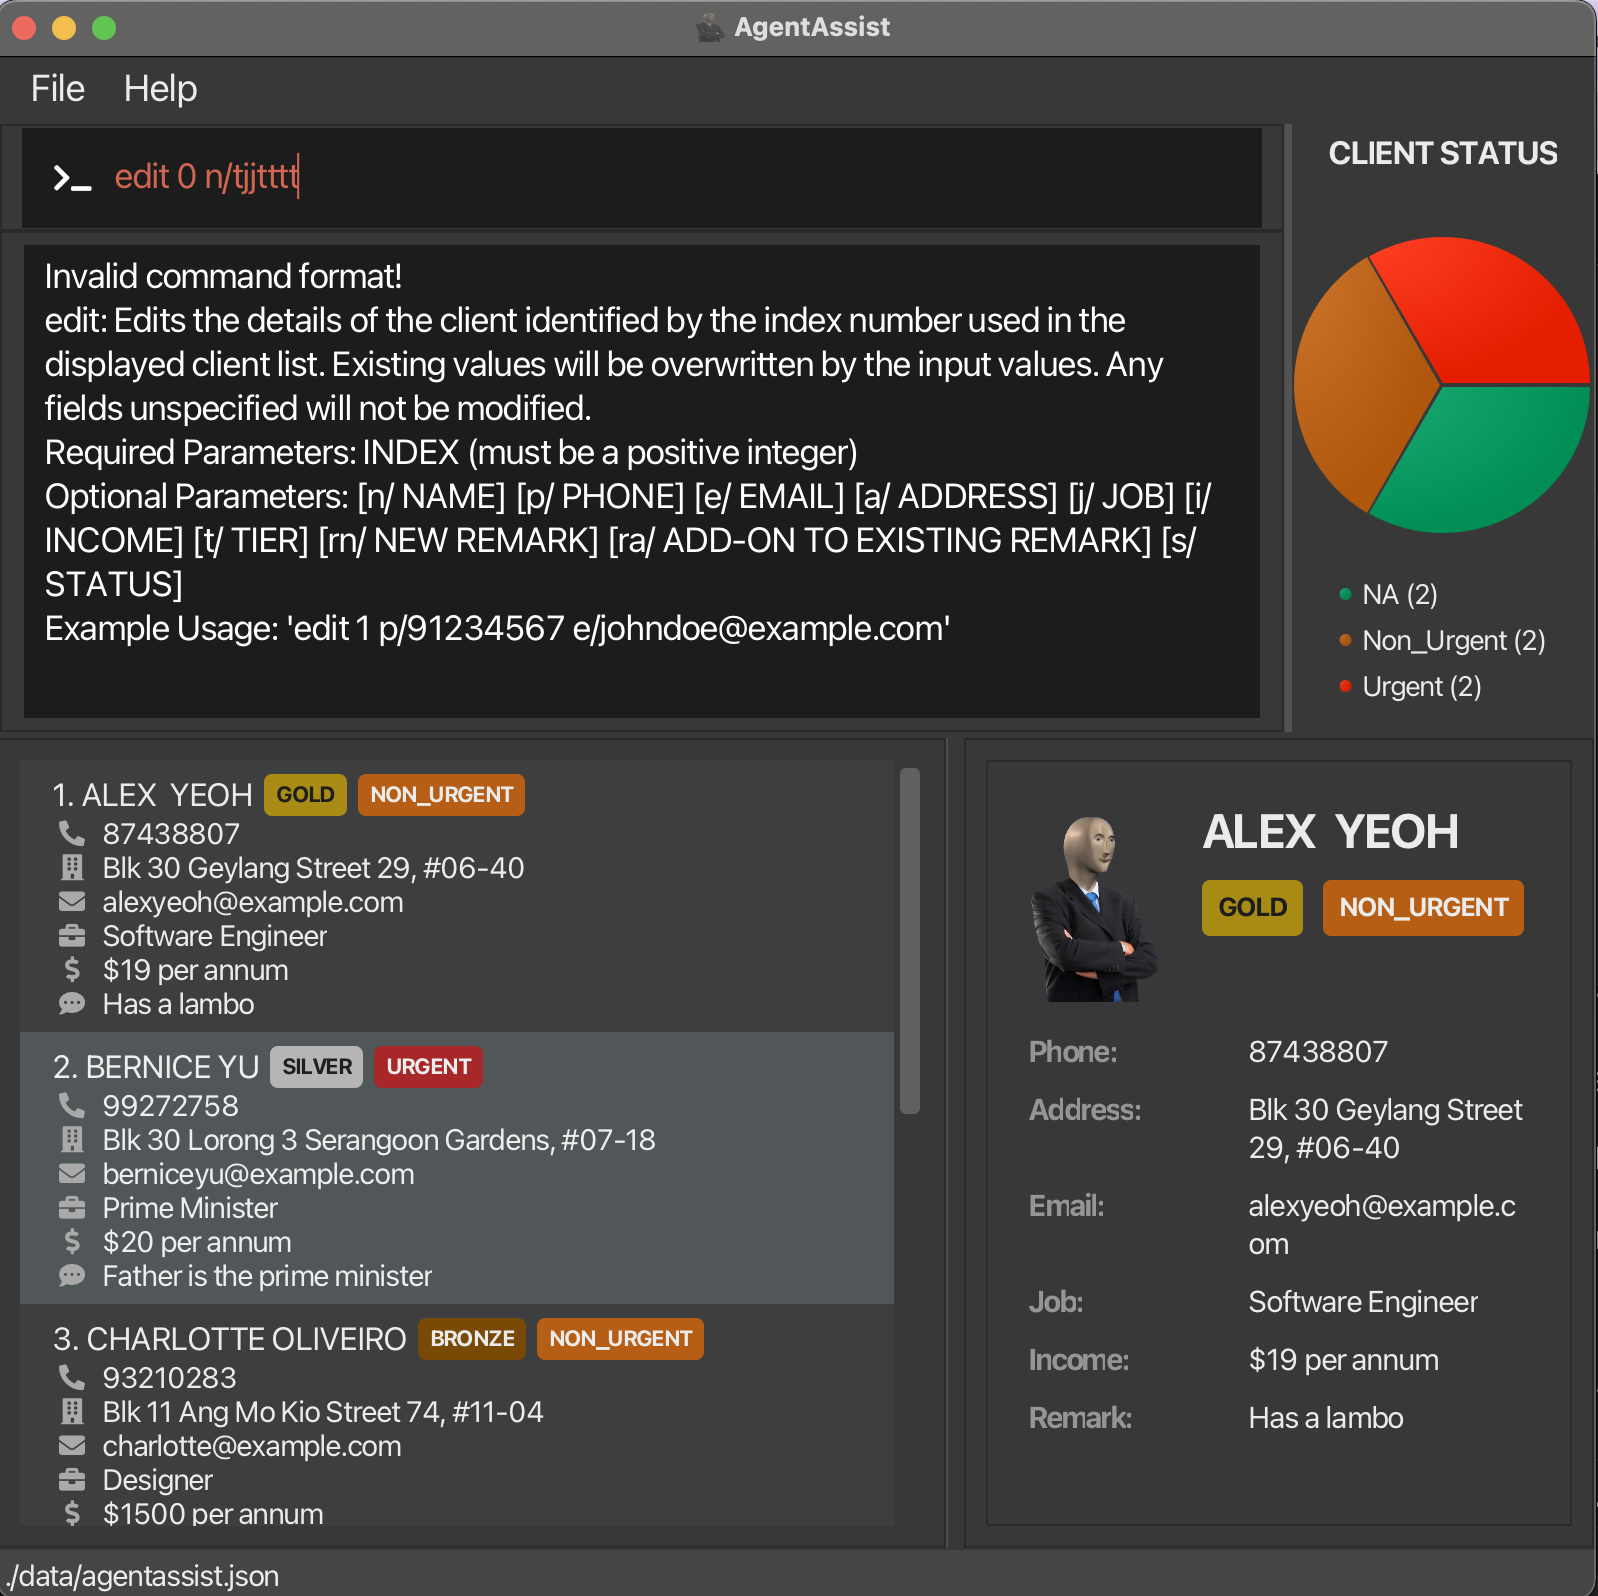 AgentAssist
File Help
edit 0 n/tjjtttt
Invalid command format!
edit: Edits the details of the client identified by the index number used in the
displayed client list. Existing values will be overwritten by the input values. Any
fields unspecified will not be modified.
Required Parameters: INDEX (must be a positive integer)
Optional Parameters: [n/ NAME] [p/ PHONE] [e/ EMAIL] [a/ ADDRESS] [j/ JOB] [i/
INCOME] [t/ TIER] [rn/ NEW REMARK] [ra/ ADD-ON TO EXISTING REMARK] [s/
STATUS]
Example Usage: 'edit 1 p/91234567 e/johndoe@example.com'
CLIENT STATUS
NA (2)
Non_Urgent (2)
Urgent (2)
1. ALEX  YEOH GOLD NON_URGENT
87438807
Blk 30 Geylang Street 29, #06-40
alexyeoh@example.com
Software Engineer
$19 per annum
Has a lambo
2. BERNICE YU SILVER URGENT
99272758
Blk 30 Lorong 3 Serangoon Gardens, #07-18
berniceyu@example.com
Prime Minister
$20 per annum
Father is the prime minister
3. CHARLOTTE OLIVEIRO BRONZE NON_URGENT
93210283
Blk 11 Ang Mo Kio Street 74, #11-04
charlotte@example.com
Designer
$1500 per annum
ALEX  YEOH
GOLD NON_URGENT
Phone: 87438807
Address: Blk 30 Geylang Street
29, #06-40
Email: alexyeoh@example.c
om
Job: Software Engineer
Income: $19 per annum
Remark: Has a lambo
./data/agentassist.json